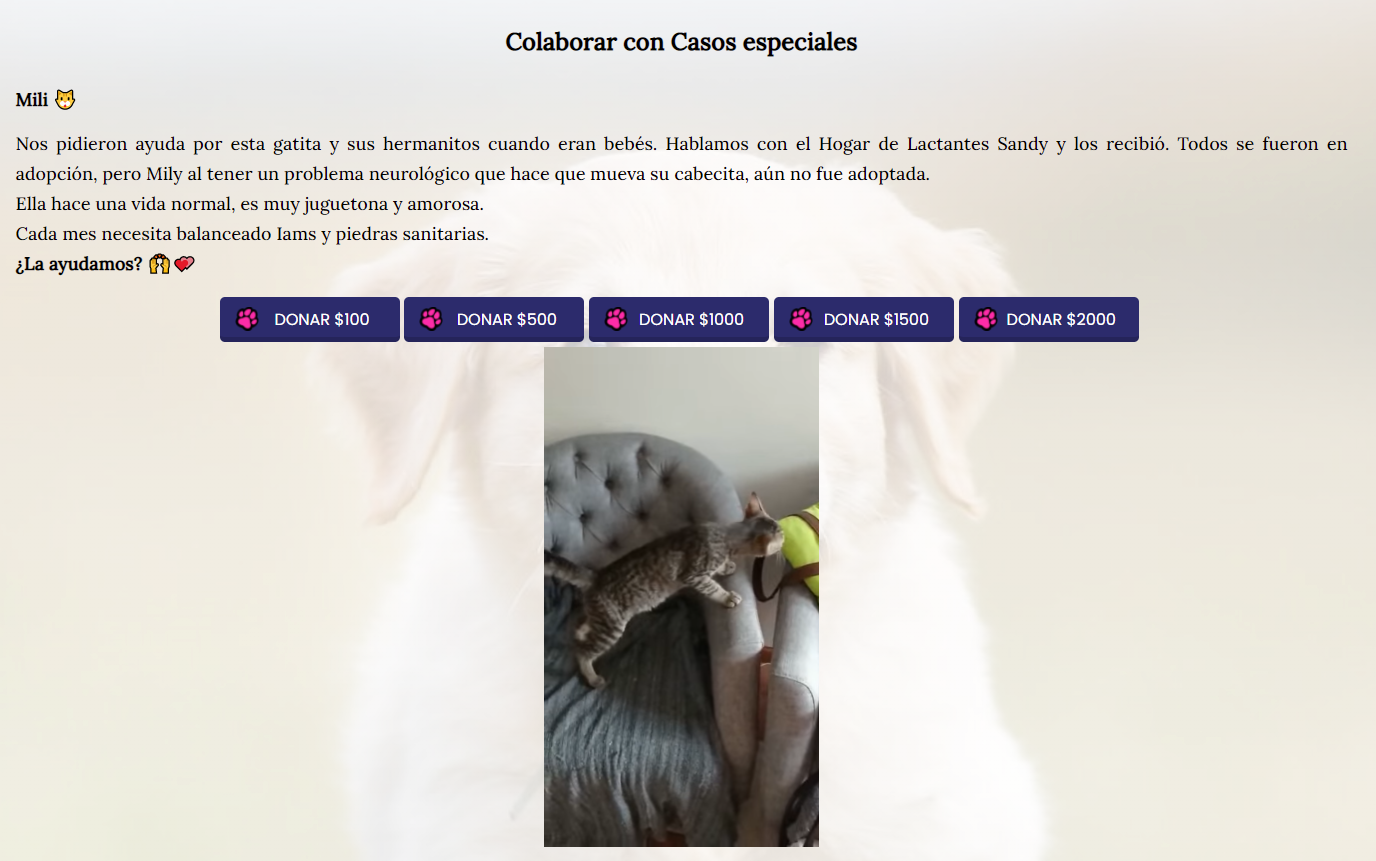 Colaborar con Casos especiales
Mili 🐱
Nos pidieron ayuda por esta gatita y sus hermanitos cuando eran bebés. Hablamos con el Hogar de Lactantes Sandy y los recibió. Todos se fueron en
adopción, pero Mily al tener un problema neurológico que hace que mueva su cabecita, aún no fue adoptada.
Ella hace una vida normal, es muy juguetona y amorosa.
Cada mes necesita balanceado Iams y piedras sanitarias.
¿La ayudamos? 🙌💕
DONAR $100 DONAR $500 DONAR $1000 DONAR $1500 DONAR $2000